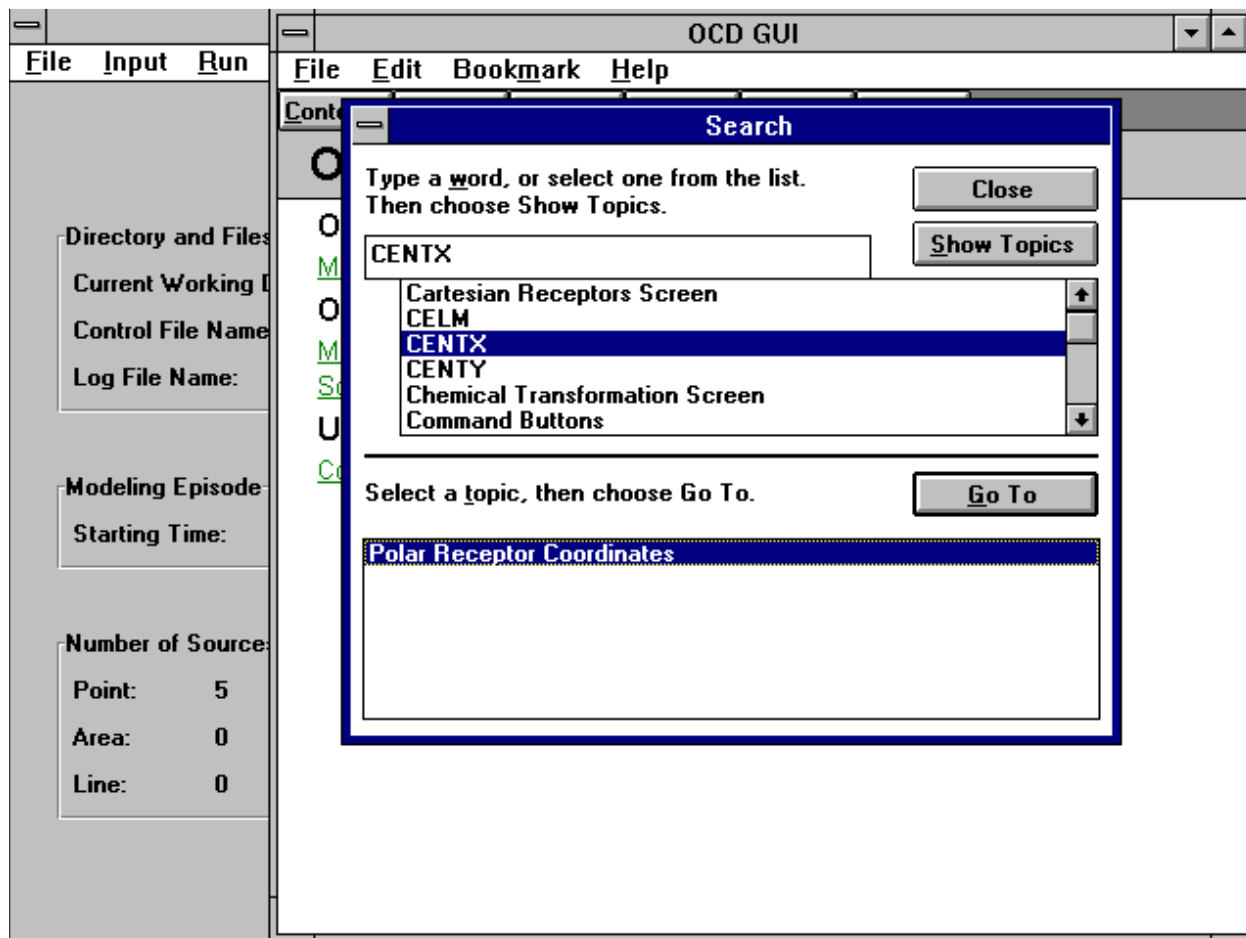 OCD GUI
File Input Run
File Edit Bookmark Help
Search
Type a word, or select one from the list.
Then choose Show Topics.
Close
Show Topics
CENTX
Cartesian Receptors Screen
CELM
CENTX
CENTY
Chemical Transformation Screen
Command Buttons
Select a topic, then choose Go To.
Go To
Polar Receptor Coordinates
Directory and Files
Current Working
Control File Name
Log File Name:
Modeling Episode
Starting Time:
Number of Source
Point: 5
Area: 0
Line: 0